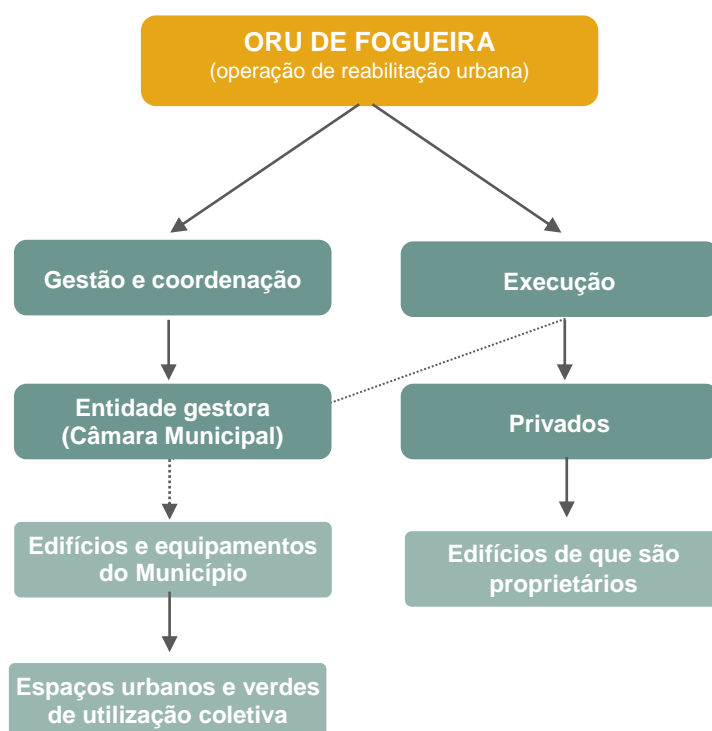 ORU DE FOGUEIRA
(operação de reabilitação urbana)
Gestão e coordenação
Execução
Entidade gestora
(Câmara Municipal)
Privados
Edifícios e equipamentos
do Município
Edifícios de que são
proprietários
Espaços urbanos e verdes
de utilização coletiva